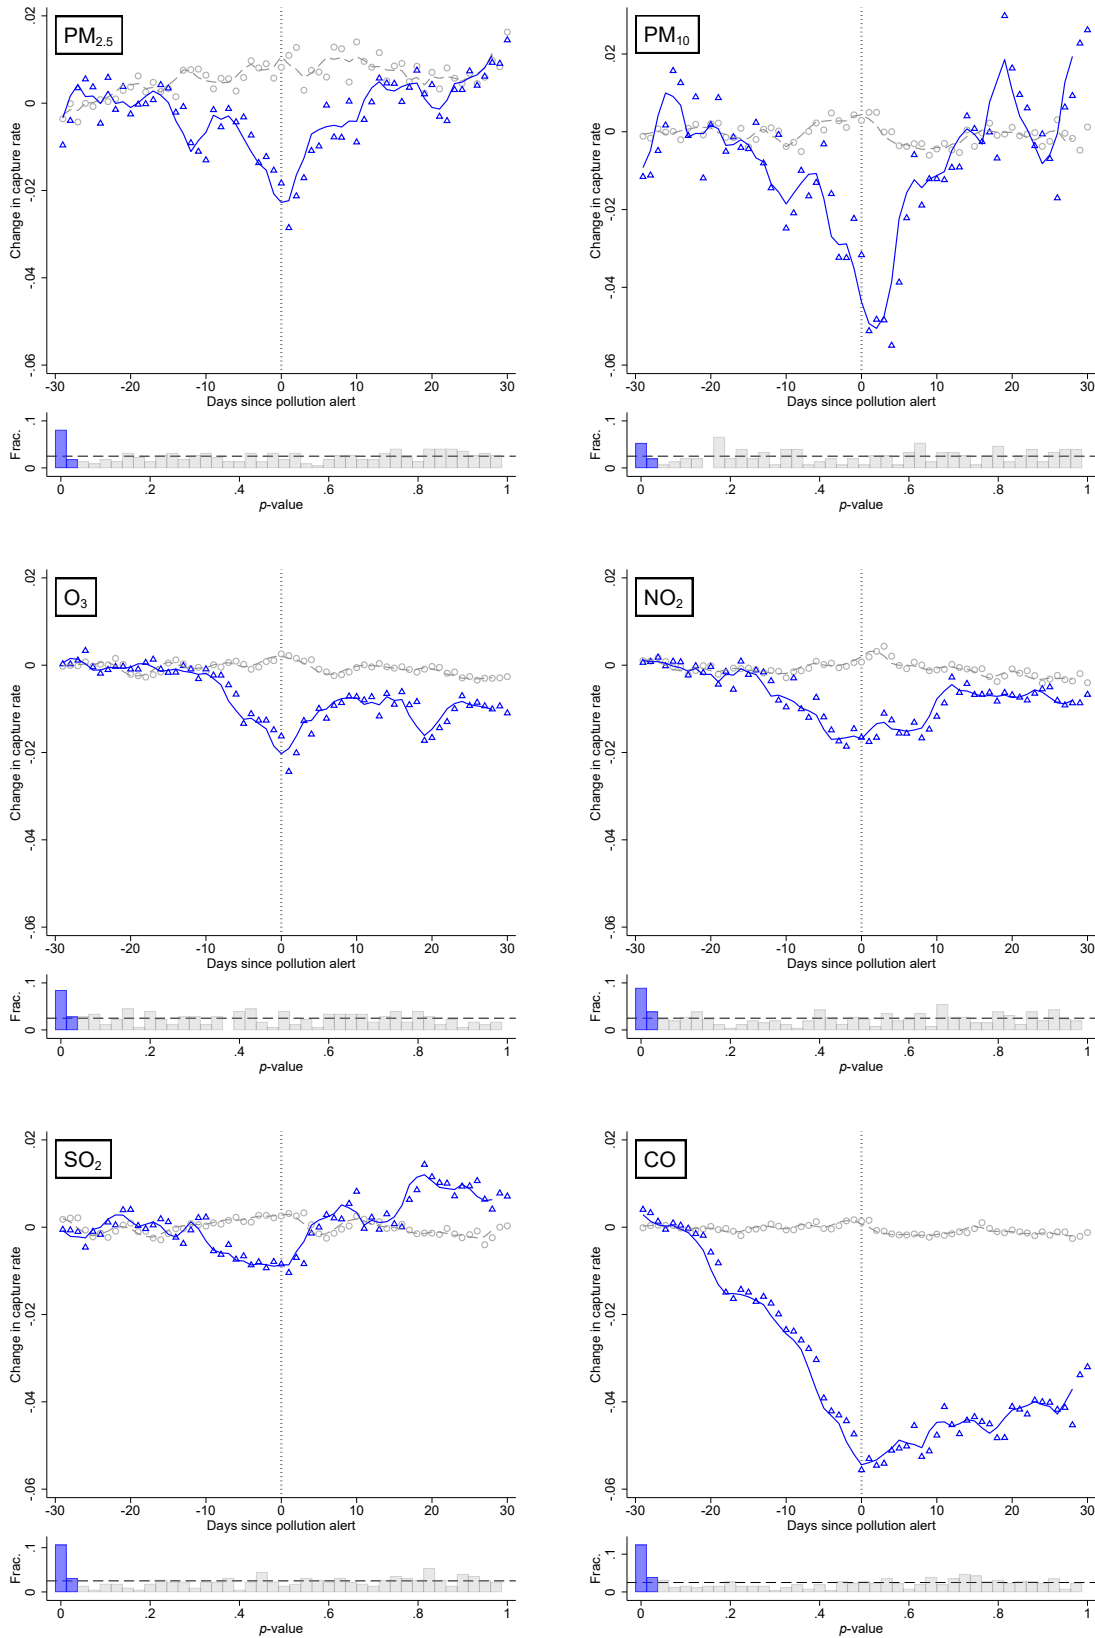 PM2.5
Change in capture rate
.02
0
-.02
-.04
-.06
-30 -20 -10 0 10 20 30
Days since pollution alert
Frac.
.1
0
0 .2 .4 .6 .8 1
p-value
PM10
Change in capture rate
.02
0
-.02
-.04
-.06
-30 -20 -10 0 10 20 30
Days since pollution alert
Frac.
.1
0
0 .2 .4 .6 .8 1
p-value
O3
Change in capture rate
.02
0
-.02
-.04
-.06
-30 -20 -10 0 10 20 30
Days since pollution alert
Frac.
.1
0
0 .2 .4 .6 .8 1
p-value
NO2
Change in capture rate
.02
0
-.02
-.04
-.06
-30 -20 -10 0 10 20 30
Days since pollution alert
Frac.
.1
0
0 .2 .4 .6 .8 1
p-value
SO2
Change in capture rate
.02
0
-.02
-.04
-.06
-30 -20 -10 0 10 20 30
Days since pollution alert
Frac.
.1
0
0 .2 .4 .6 .8 1
p-value
CO
Change in capture rate
.02
0
-.02
-.04
-.06
-30 -20 -10 0 10 20 30
Days since pollution alert
Frac.
.1
0
0 .2 .4 .6 .8 1
p-value